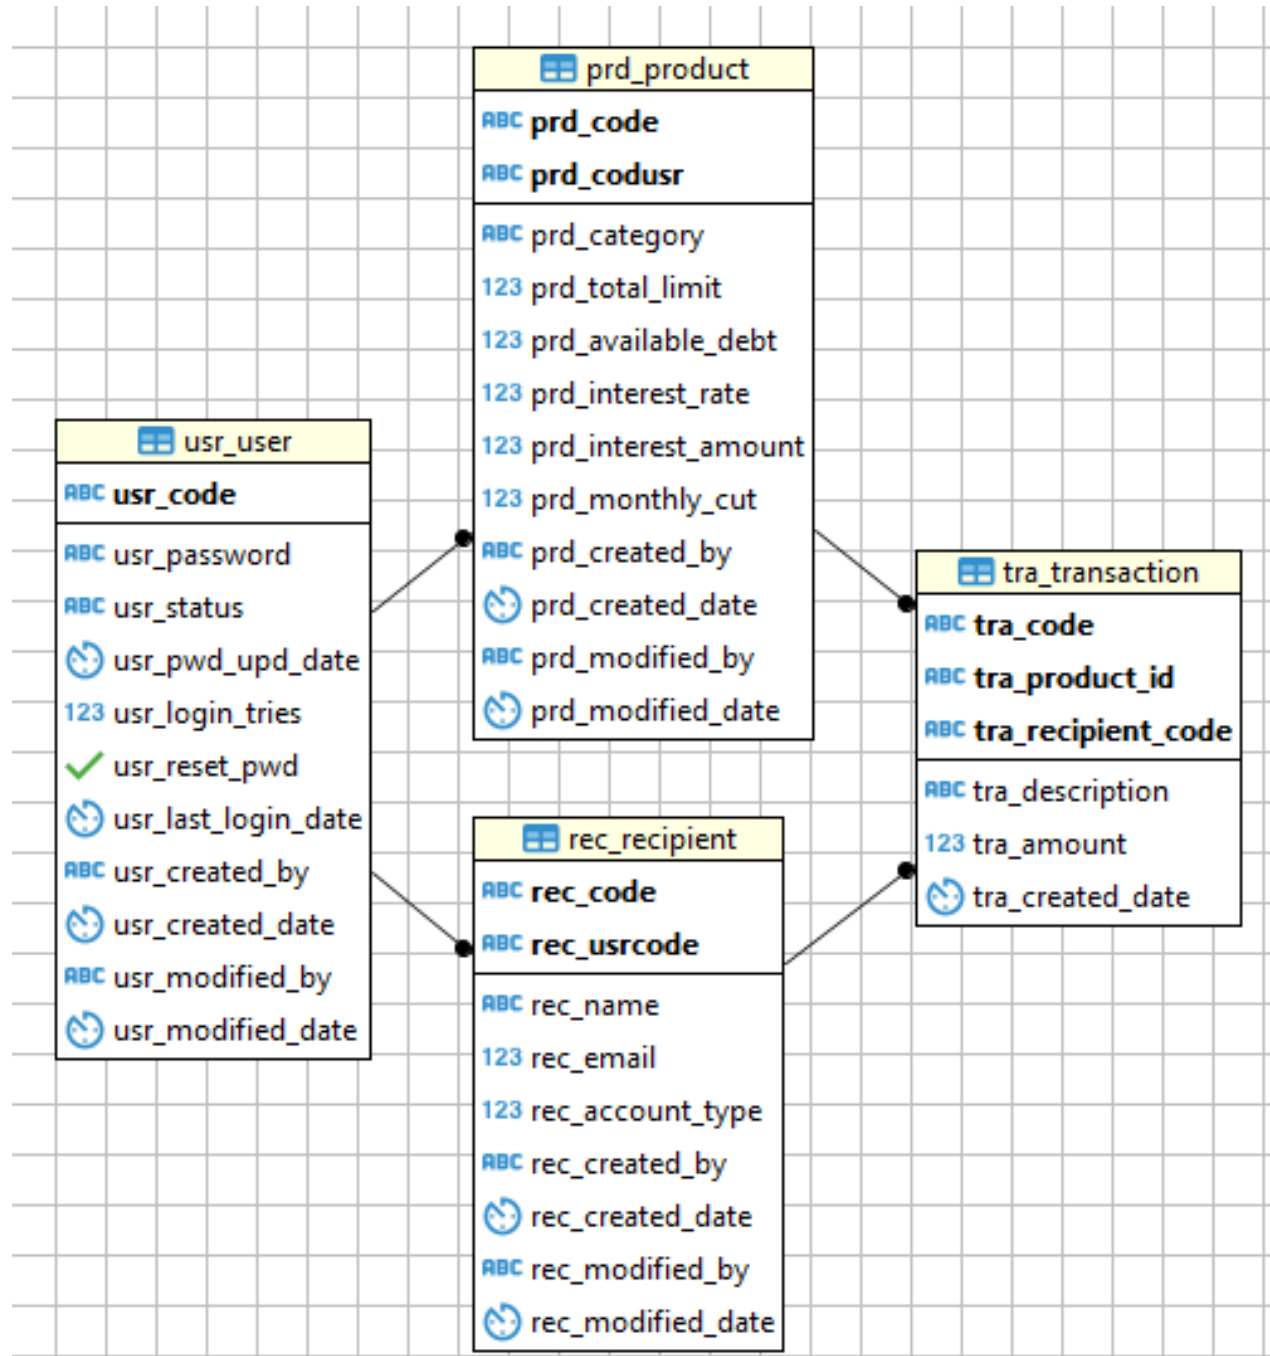 prd_product
ABC prd_code
ABC prd_codusr
ABC prd_category
123 prd_total_limit
123 prd_available_debt
123 prd_interest_rate
123 prd_interest_amount
123 prd_monthly_cut
ABC prd_created_by
prd_created_date
ABC prd_modified_by
prd_modified_date
usr_user
ABC usr_code
ABC usr_password
ABC usr_status
usr_pwd_upd_date
123 usr_login_tries
usr_reset_pwd
usr_last_login_date
ABC usr_created_by
usr_created_date
ABC usr_modified_by
usr_modified_date
rec_recipient
ABC rec_code
ABC rec_usrcode
ABC rec_name
123 rec_email
123 rec_account_type
ABC rec_created_by
rec_created_date
ABC rec_modified_by
rec_modified_date
tra_transaction
ABC tra_code
ABC tra_product_id
ABC tra_recipient_code
ABC tra_description
123 tra_amount
tra_created_date